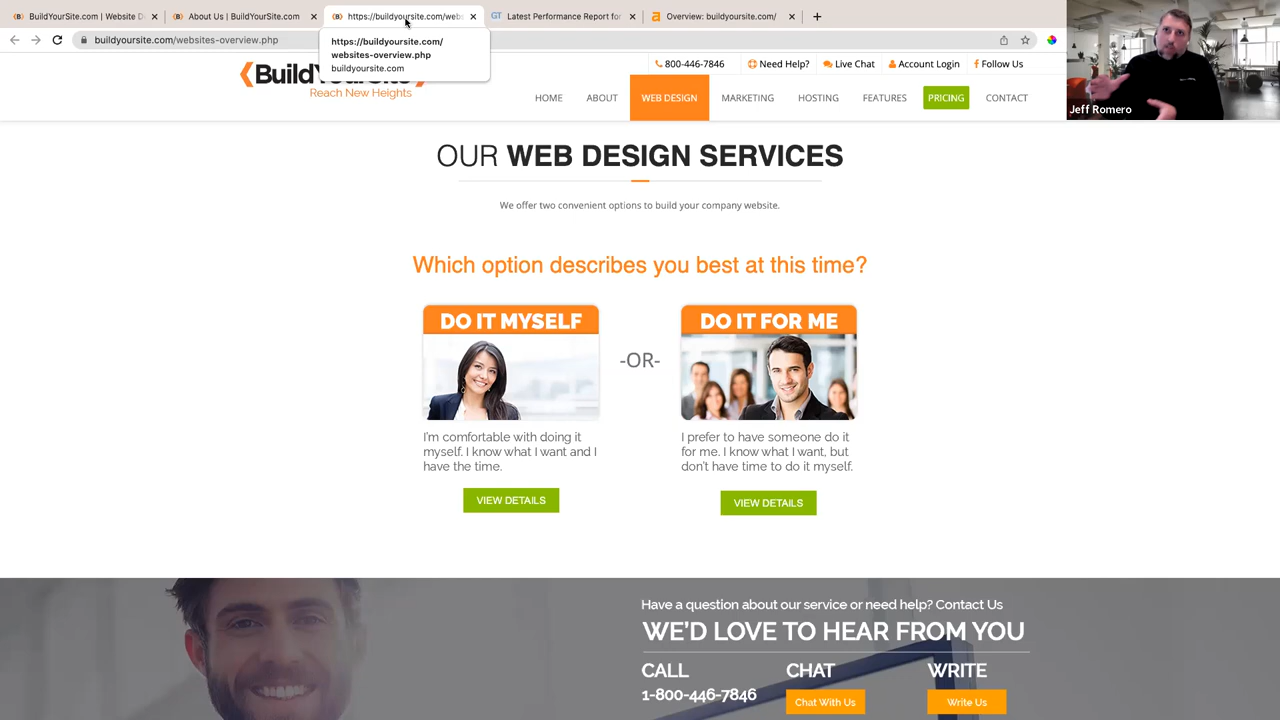 BuildYourSite.com | Website D
About Us | BuildYourSite.com
https://buildyoursite.com/web
Latest Performance Report for
Overview: buildyoursite.com/
buildyoursite.com/websites-overview.php
https://buildyoursite.com/
websites-overview.php
buildyoursite.com
Reach New Heights
800-446-7846
Need Help?
Live Chat
Account Login
Follow Us
HOME
ABOUT
WEB DESIGN
MARKETING
HOSTING
FEATURES
PRICING
CONTACT
Jeff Romero
OUR WEB DESIGN SERVICES
We offer two convenient options to build your company website.
Which option describes you best at this time?
DO IT MYSELF
I'm comfortable with doing it
myself. I know what I want and I
have the time.
VIEW DETAILS
-OR-
DO IT FOR ME
I prefer to have someone do it
for me. I know what I want, but
don't have time to do it myself.
VIEW DETAILS
Have a question about our service or need help? Contact Us
WE'D LOVE TO HEAR FROM YOU
CALL
1-800-446-7846
CHAT
Chat With Us
WRITE
Write Us